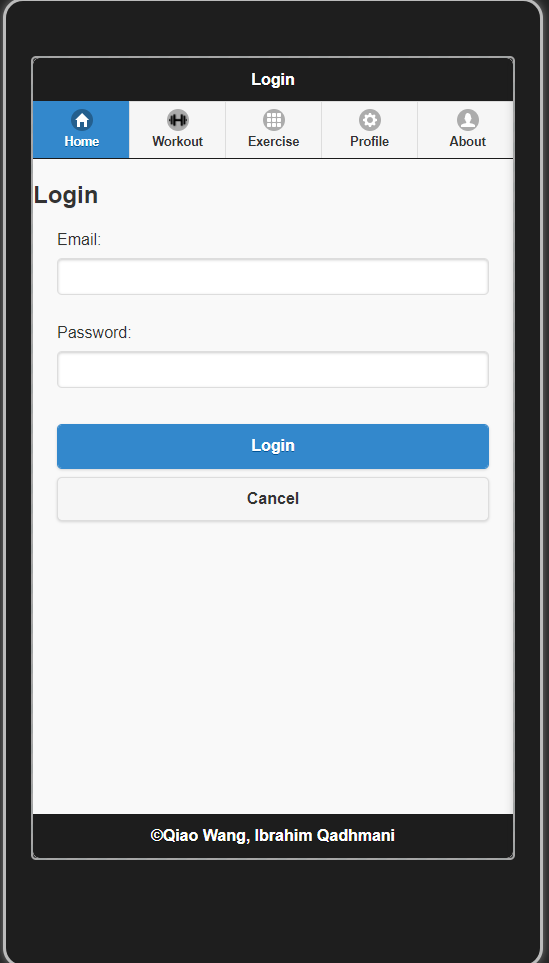 Login
Home Workout Exercise Profile About
Login
Email:
Password:
Login
Cancel
©Qiao Wang, Ibrahim Qadhmani